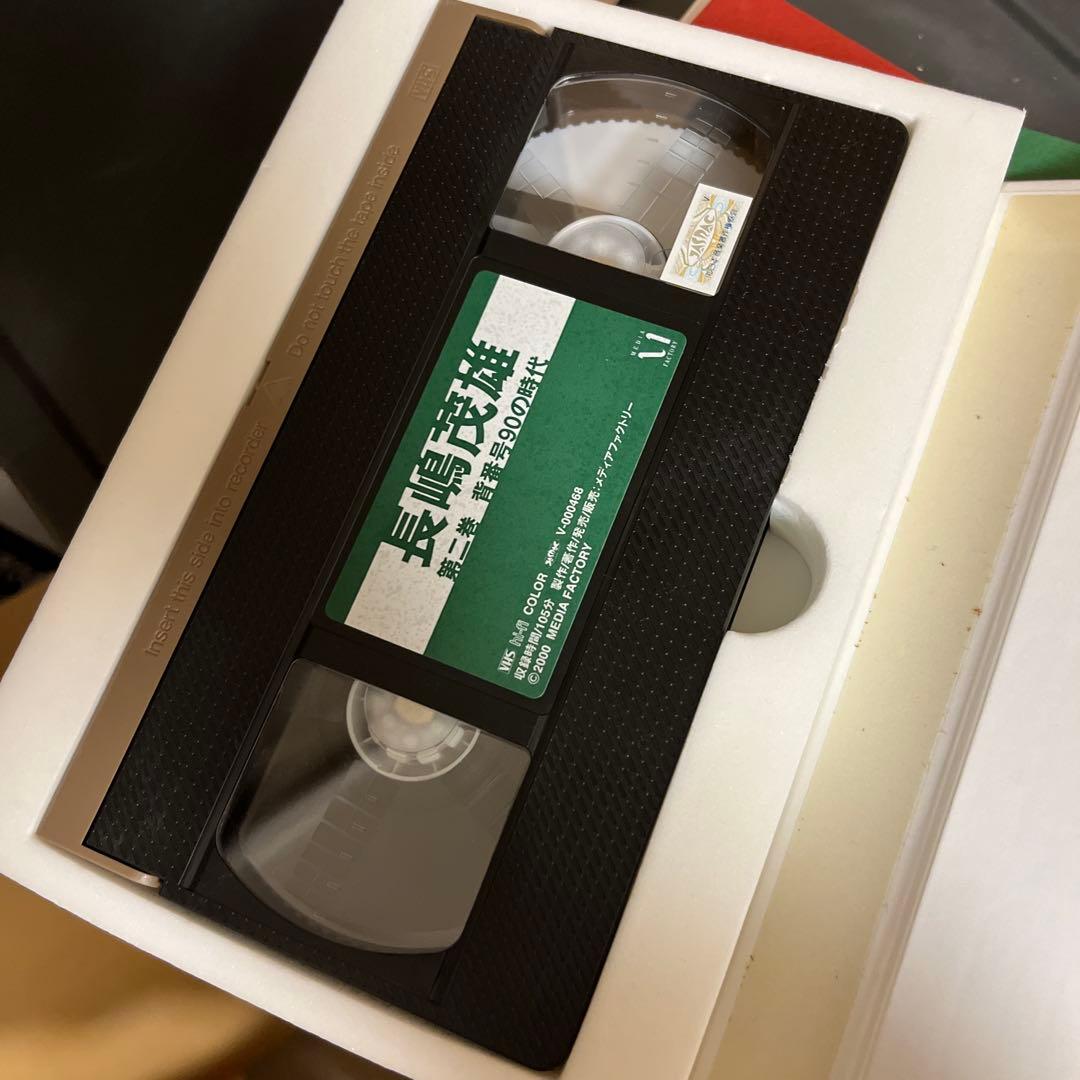 VHS
Do not touch the tape inside
Insert this side into recorder
V
JASRAC
MEDIA
FACTORY
長嶋茂雄
第二巻 背番号90の時代
VHS hi-fi COLOR V-000468
収録時間/105分 製作/著作/発売/販売:メディアファクトリー
©2000 MEDIA FACTORY